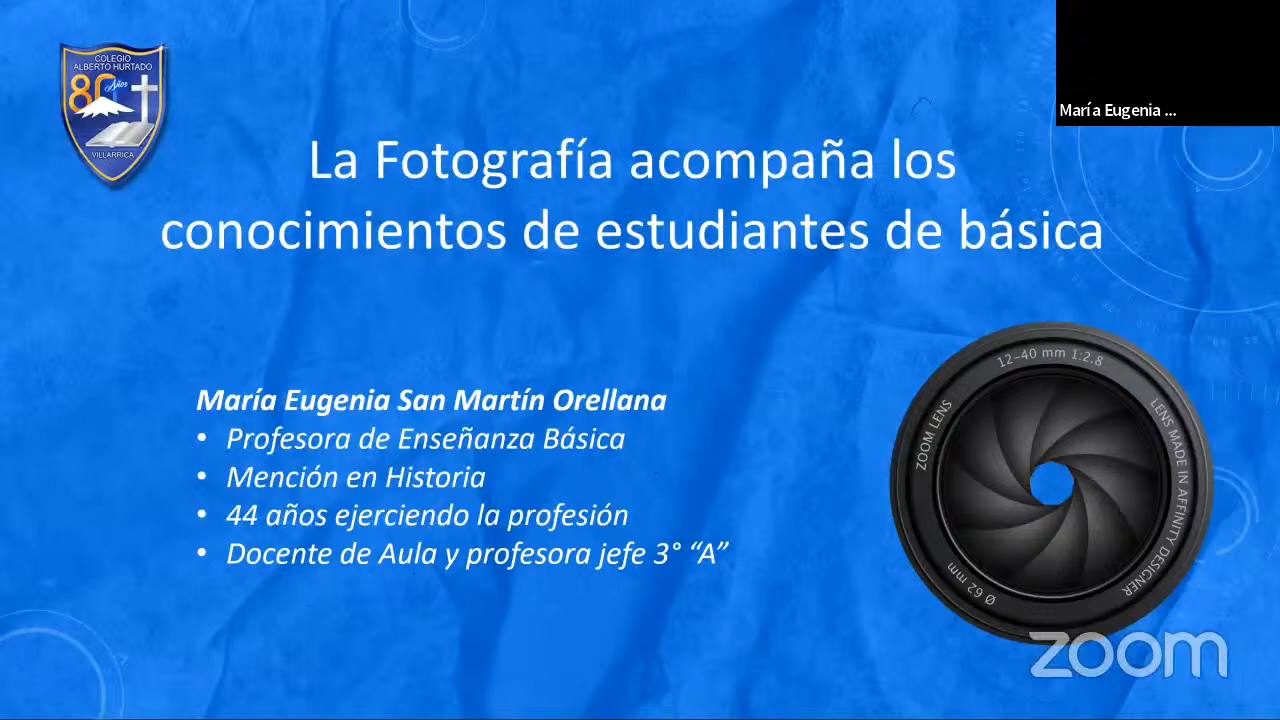 COLEGIO
ALBERTO HURTADO
80 Años
VILLARRICA
María Eugenia ...
La Fotografía acompaña los
conocimientos de estudiantes de básica
María Eugenia San Martín Orellana
• Profesora de Enseñanza Básica
• Mención en Historia
• 44 años ejerciendo la profesión
• Docente de Aula y profesora jefe 3° “A”
12-40 mm 1:2.8
ZOOM LENS
LENS MADE IN AFFINITY DESIGNER
Ø 62 mm
zoom